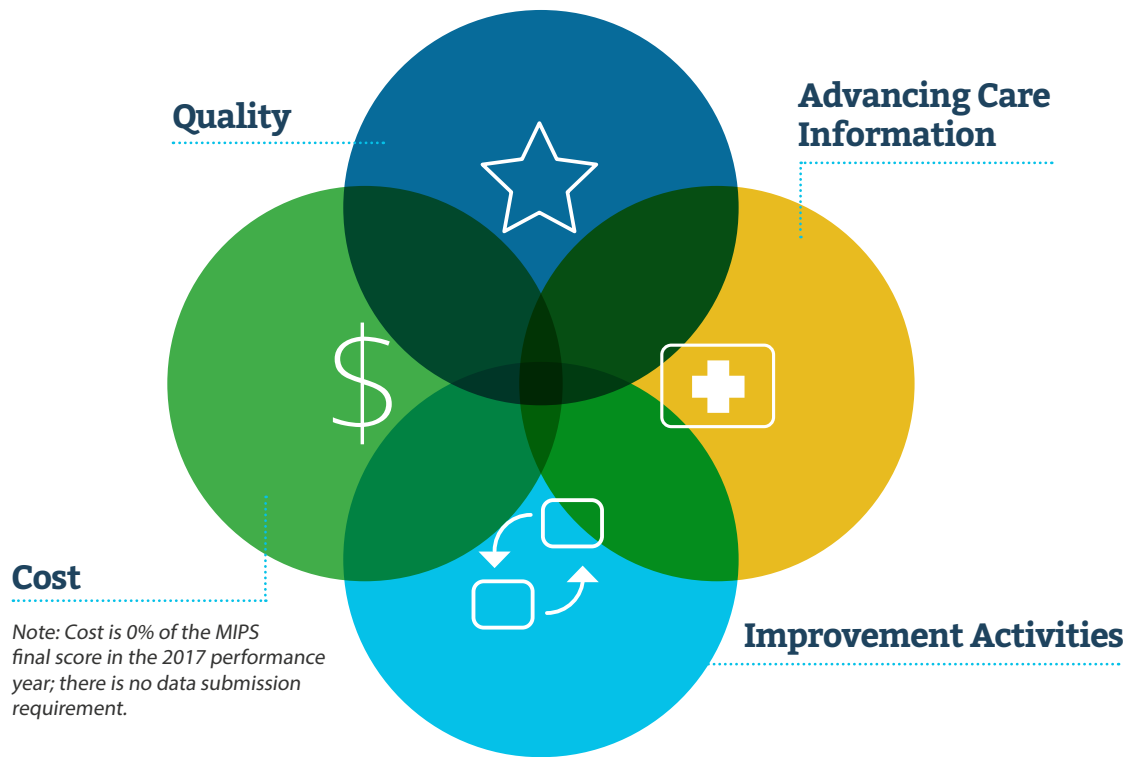 Quality
Advancing Care
Information
$
Cost
Note: Cost is 0% of the MIPS
final score in the 2017 performance
year; there is no data submission
requirement.
Improvement Activities